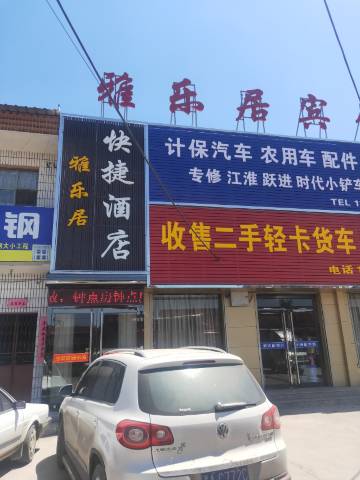 雅乐居宾
快捷酒店
雅乐居
计保汽车 农用车 配件
专修 江淮 跃进 时代小铲车
TEL
收售二手轻卡货车
电话
钢
钟点房钟点